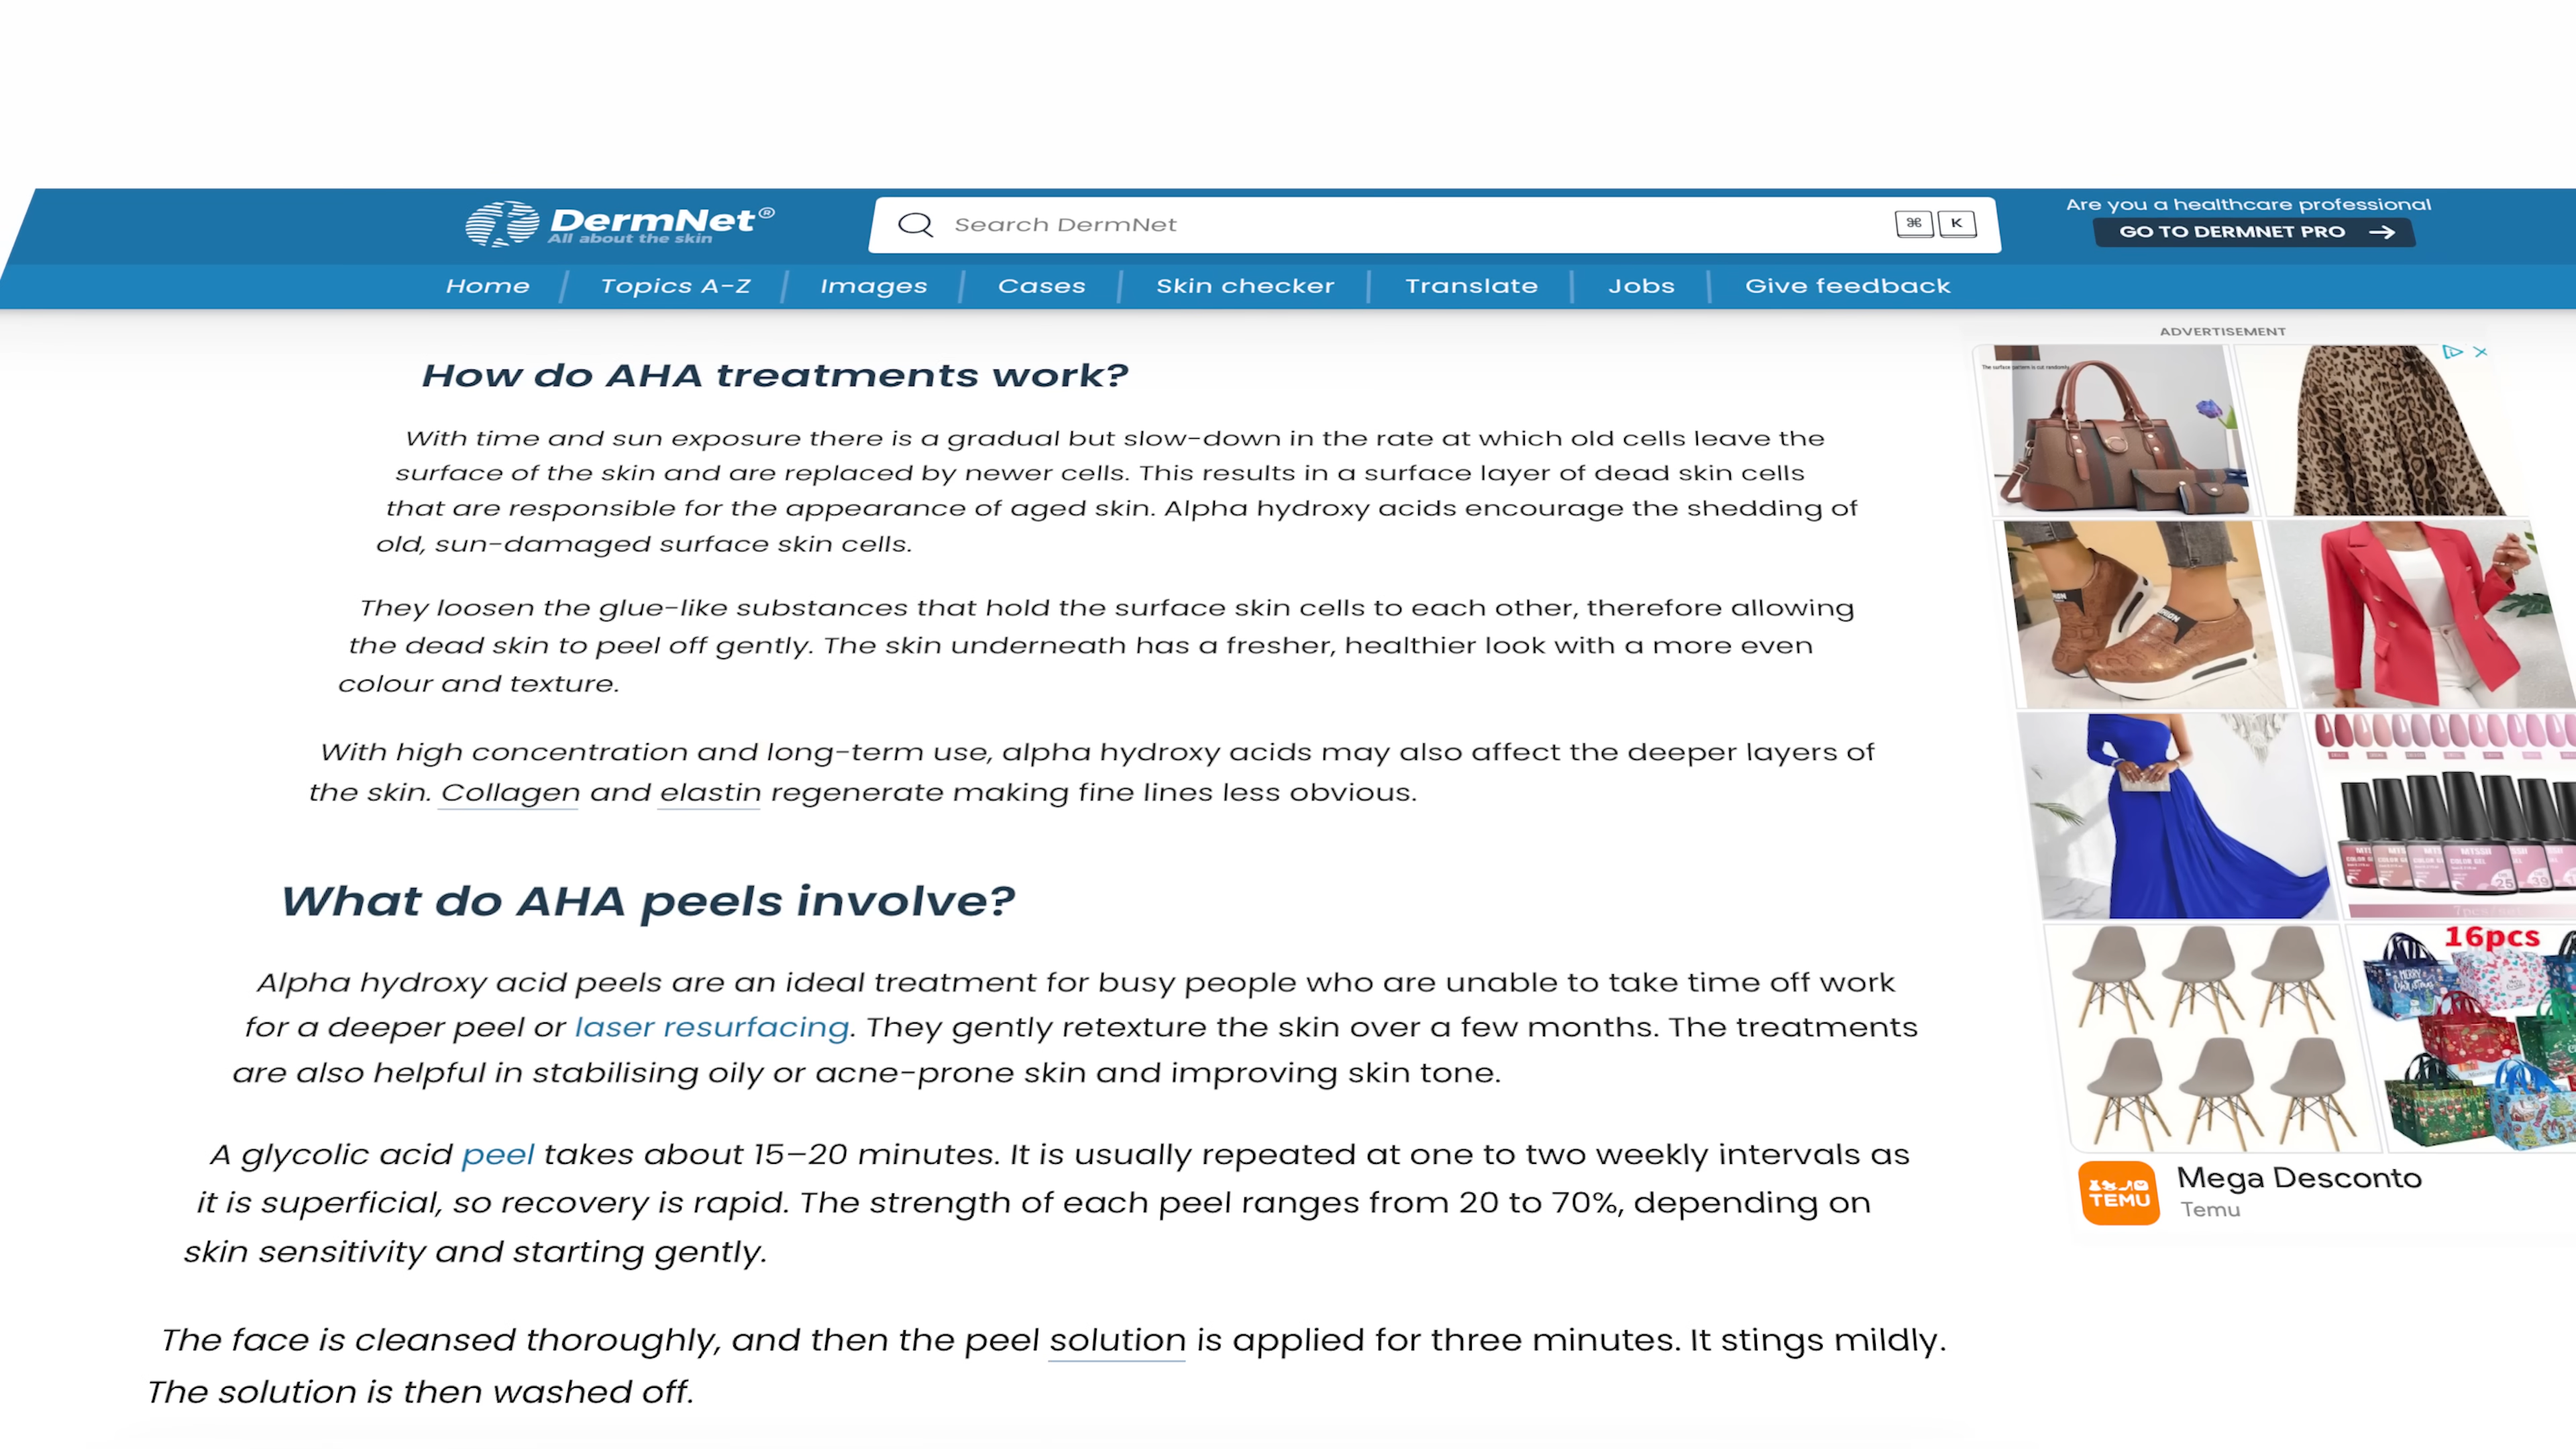 DermNet®
All about the skin
Search DermNet
⌘ K
Are you a healthcare professional
GO TO DERMNET PRO →
Home
Topics A-Z
Images
Cases
Skin checker
Translate
Jobs
Give feedback
How do AHA treatments work?
With time and sun exposure there is a gradual but slow-down in the rate at which old cells leave the
surface of the skin and are replaced by newer cells. This results in a surface layer of dead skin cells
that are responsible for the appearance of aged skin. Alpha hydroxy acids encourage the shedding of
old, sun-damaged surface skin cells.
They loosen the glue-like substances that hold the surface skin cells to each other, therefore allowing
the dead skin to peel off gently. The skin underneath has a fresher, healthier look with a more even
colour and texture.
With high concentration and long-term use, alpha hydroxy acids may also affect the deeper layers of
the skin. Collagen and elastin regenerate making fine lines less obvious.
What do AHA peels involve?
Alpha hydroxy acid peels are an ideal treatment for busy people who are unable to take time off work
for a deeper peel or laser resurfacing. They gently retexture the skin over a few months. The treatments
are also helpful in stabilising oily or acne-prone skin and improving skin tone.
A glycolic acid peel takes about 15–20 minutes. It is usually repeated at one to two weekly intervals as
it is superficial, so recovery is rapid. The strength of each peel ranges from 20 to 70%, depending on
skin sensitivity and starting gently.
The face is cleansed thoroughly, and then the peel solution is applied for three minutes. It stings mildly.
The solution is then washed off.
ADVERTISEMENT
The surface pattern is cut randomly
16pcs
TEMU
Mega Desconto
Temu